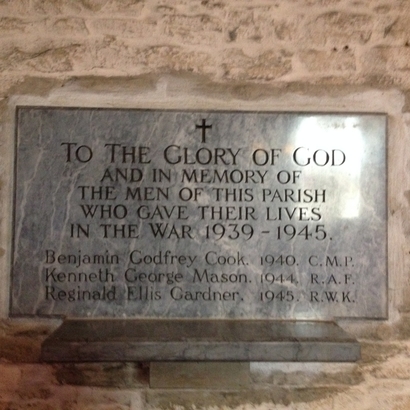 TO THE GLORY OF GOD
AND IN MEMORY OF
THE MEN OF THIS PARISH
WHO GAVE THEIR LIVES
IN THE WAR 1939-1945.
Benjamin Godfrey Cook. 1940. C.M.P.
Kenneth George Mason. 1944. R.A.F.
Reginald Ellis Gardner. 1945. R.W.K.